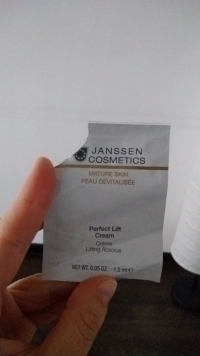 JANSSEN
COSMETICS
MATURE SKIN
PEAU DÉVITALISÉE
Perfect Lift
Cream
Crème
Lifting Absolue
NET WT. 0.05 OZ. 1,5 ml e